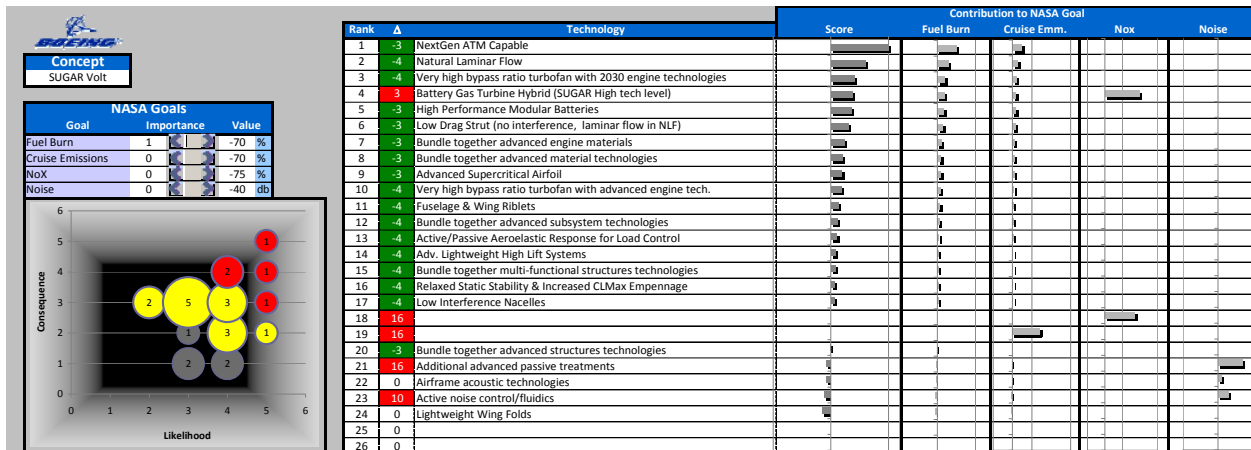 BOEING
Concept
SUGAR Volt
NASA Goals
Goal Importance Value
Fuel Burn 1 -70 %
Cruise Emissions 0 -70 %
NoX 0 -75 %
Noise 0 -40 db
6
5
4
3
2
1
0
0 1 2 3 4 5 6
Consequence
Likelihood
1
2 1
2 5 3 1
1 3 1
2 2
Contribution to NASA Goal
Rank Δ Technology Score Fuel Burn Cruise Emm. Nox Noise
1 -3 NextGen ATM Capable
2 -4 Natural Laminar Flow
3 -4 Very high bypass ratio turbofan with 2030 engine technologies
4 3 Battery Gas Turbine Hybrid (SUGAR High tech level)
5 -3 High Performance Modular Batteries
6 -3 Low Drag Strut (no interference, laminar flow in NLF)
7 -3 Bundle together advanced engine materials
8 -3 Bundle together advanced material technologies
9 -3 Advanced Supercritical Airfoil
10 -4 Very high bypass ratio turbofan with advanced engine tech.
11 -4 Fuselage & Wing Riblets
12 -4 Bundle together advanced subsystem technologies
13 -4 Active/Passive Aeroelastic Response for Load Control
14 -4 Adv. Lightweight High Lift Systems
15 -4 Bundle together multi-functional structures technologies
16 -4 Relaxed Static Stability & Increased CLMax Empennage
17 -4 Low Interference Nacelles
18 16
19 16
20 -3 Bundle together advanced structures technologies
21 16 Additional advanced passive treatments
22 0 Airframe acoustic technologies
23 10 Active noise control/fluidics
24 0 Lightweight Wing Folds
25 0
26 0